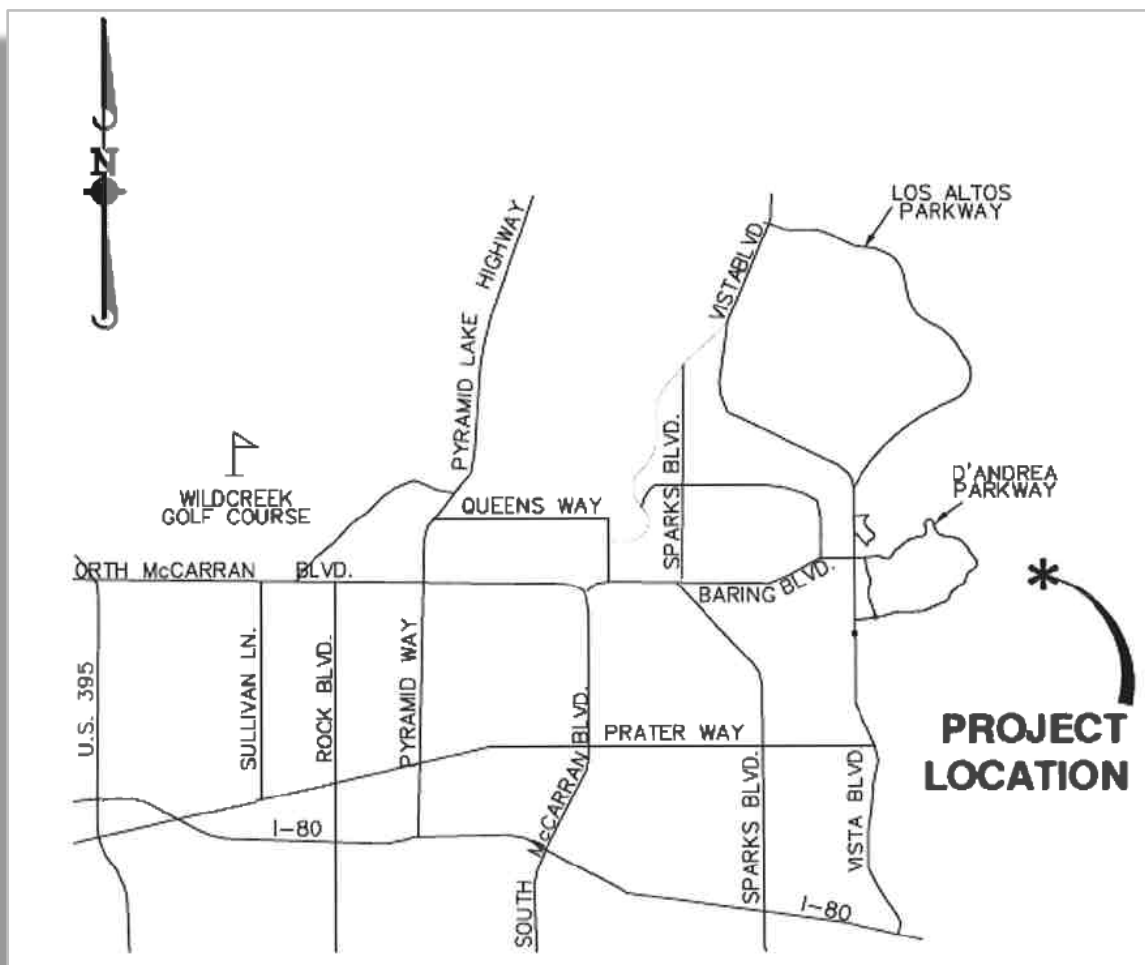 N
LOS ALTOS
PARKWAY
VISTA BLVD.
PYRAMID LAKE HIGHWAY
WILDCREEK
GOLF COURSE
SPARKS BLVD.
D'ANDREA
PARKWAY
QUEENS WAY
ORTH McCARRAN BLVD.
BARING BLVD.
U.S. 395
SULLIVAN LN.
ROCK BLVD.
PYRAMID WAY
SOUTH McCARRAN BLVD.
PRATER WAY
*
PROJECT
LOCATION
SPARKS BLVD.
VISTA BLVD
I-80
I-80